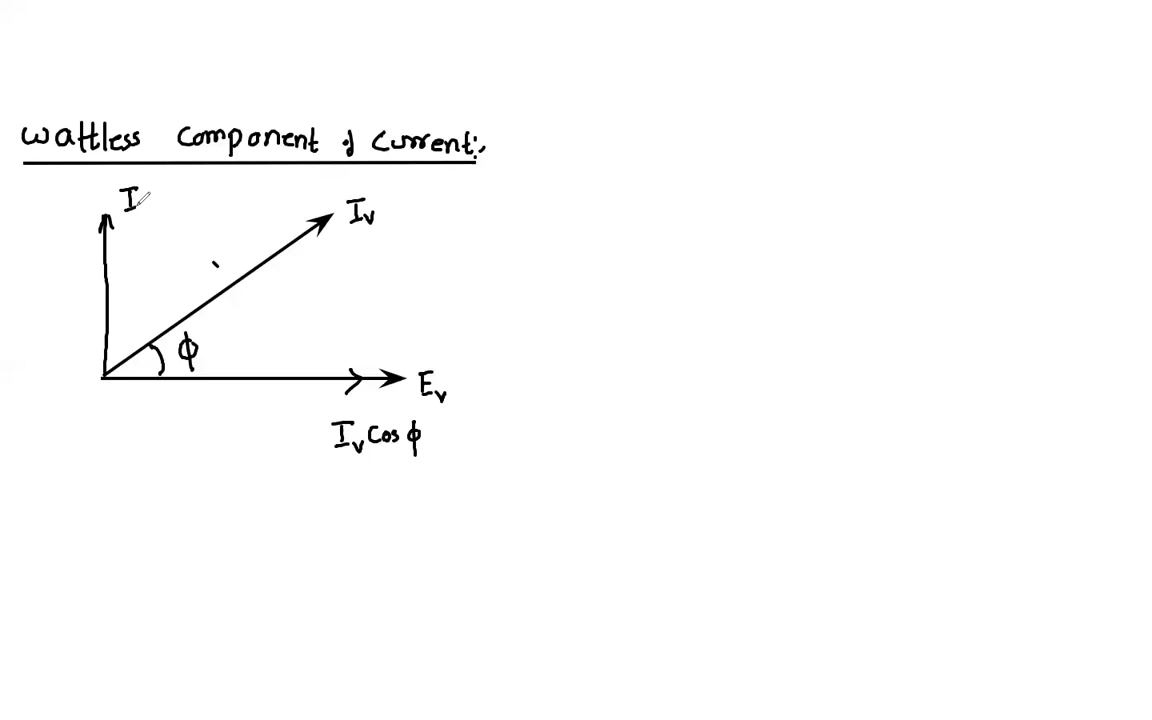 Wattless Component of Current:
I
Iv
ϕ
Ev
Iv Cos ϕ